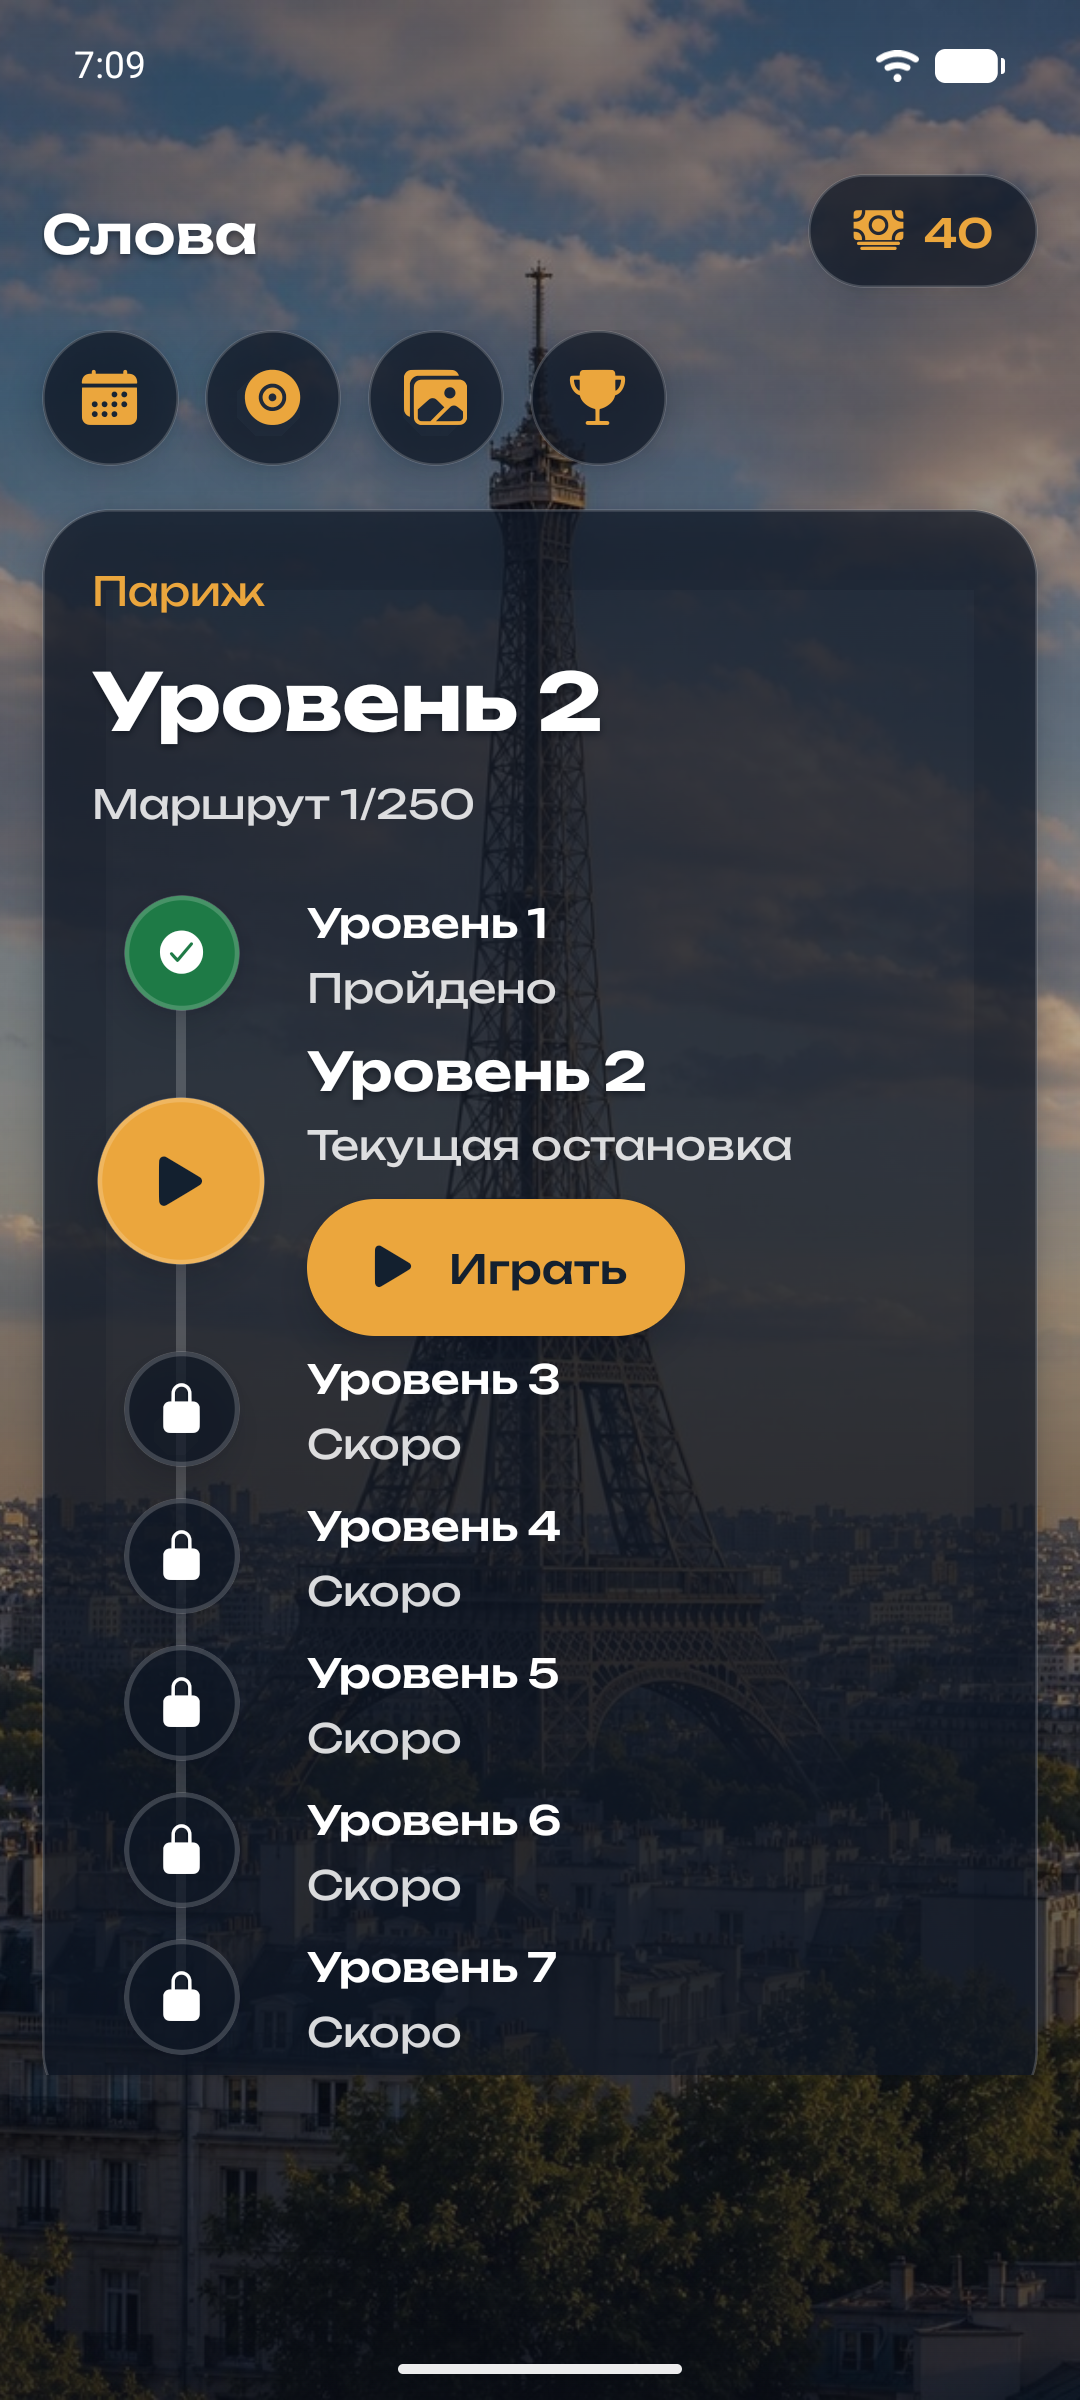 7:09
Слова
40
Париж
Уровень 2
Маршрут 1/250
Уровень 1
Пройдено
Уровень 2
Текущая остановка
Играть
Уровень 3
Скоро
Уровень 4
Скоро
Уровень 5
Скоро
Уровень 6
Скоро
Уровень 7
Скоро